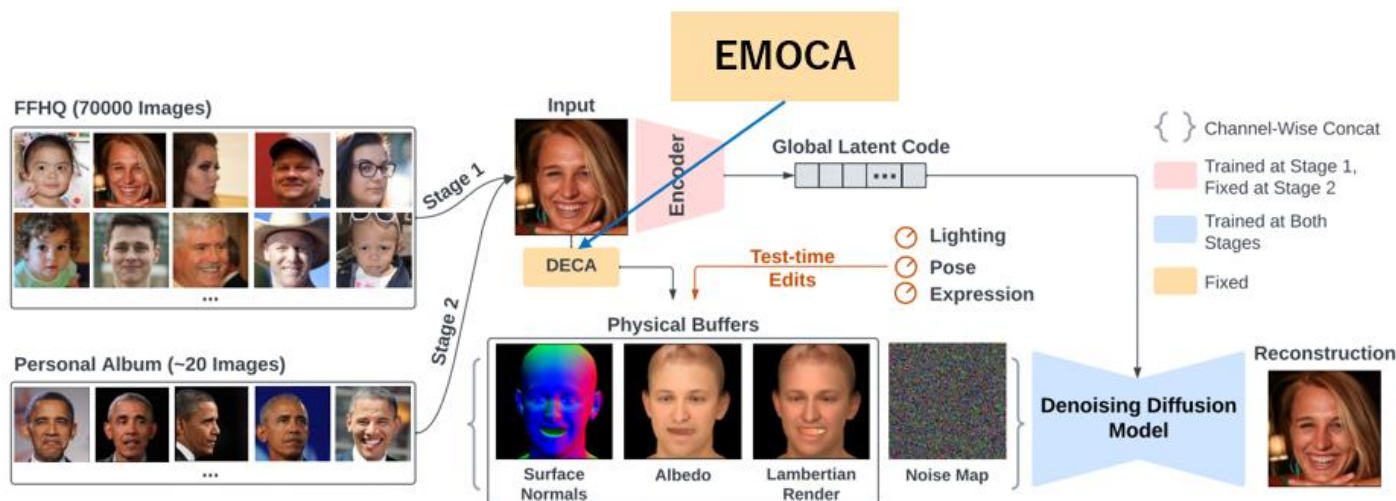 EMOCA
FFHQ (70000 Images)
...
Personal Album (~20 Images)
...
Stage 1
Stage 2
Input
Encoder
DECA
Global Latent Code
...
Test-time
Edits
Lighting
Pose
Expression
Physical Buffers
Surface
Normals
Albedo
Lambertian
Render
Noise Map
Denoising Diffusion
Model
Reconstruction
{ } Channel-Wise Concat
Trained at Stage 1,
Fixed at Stage 2
Trained at Both
Stages
Fixed